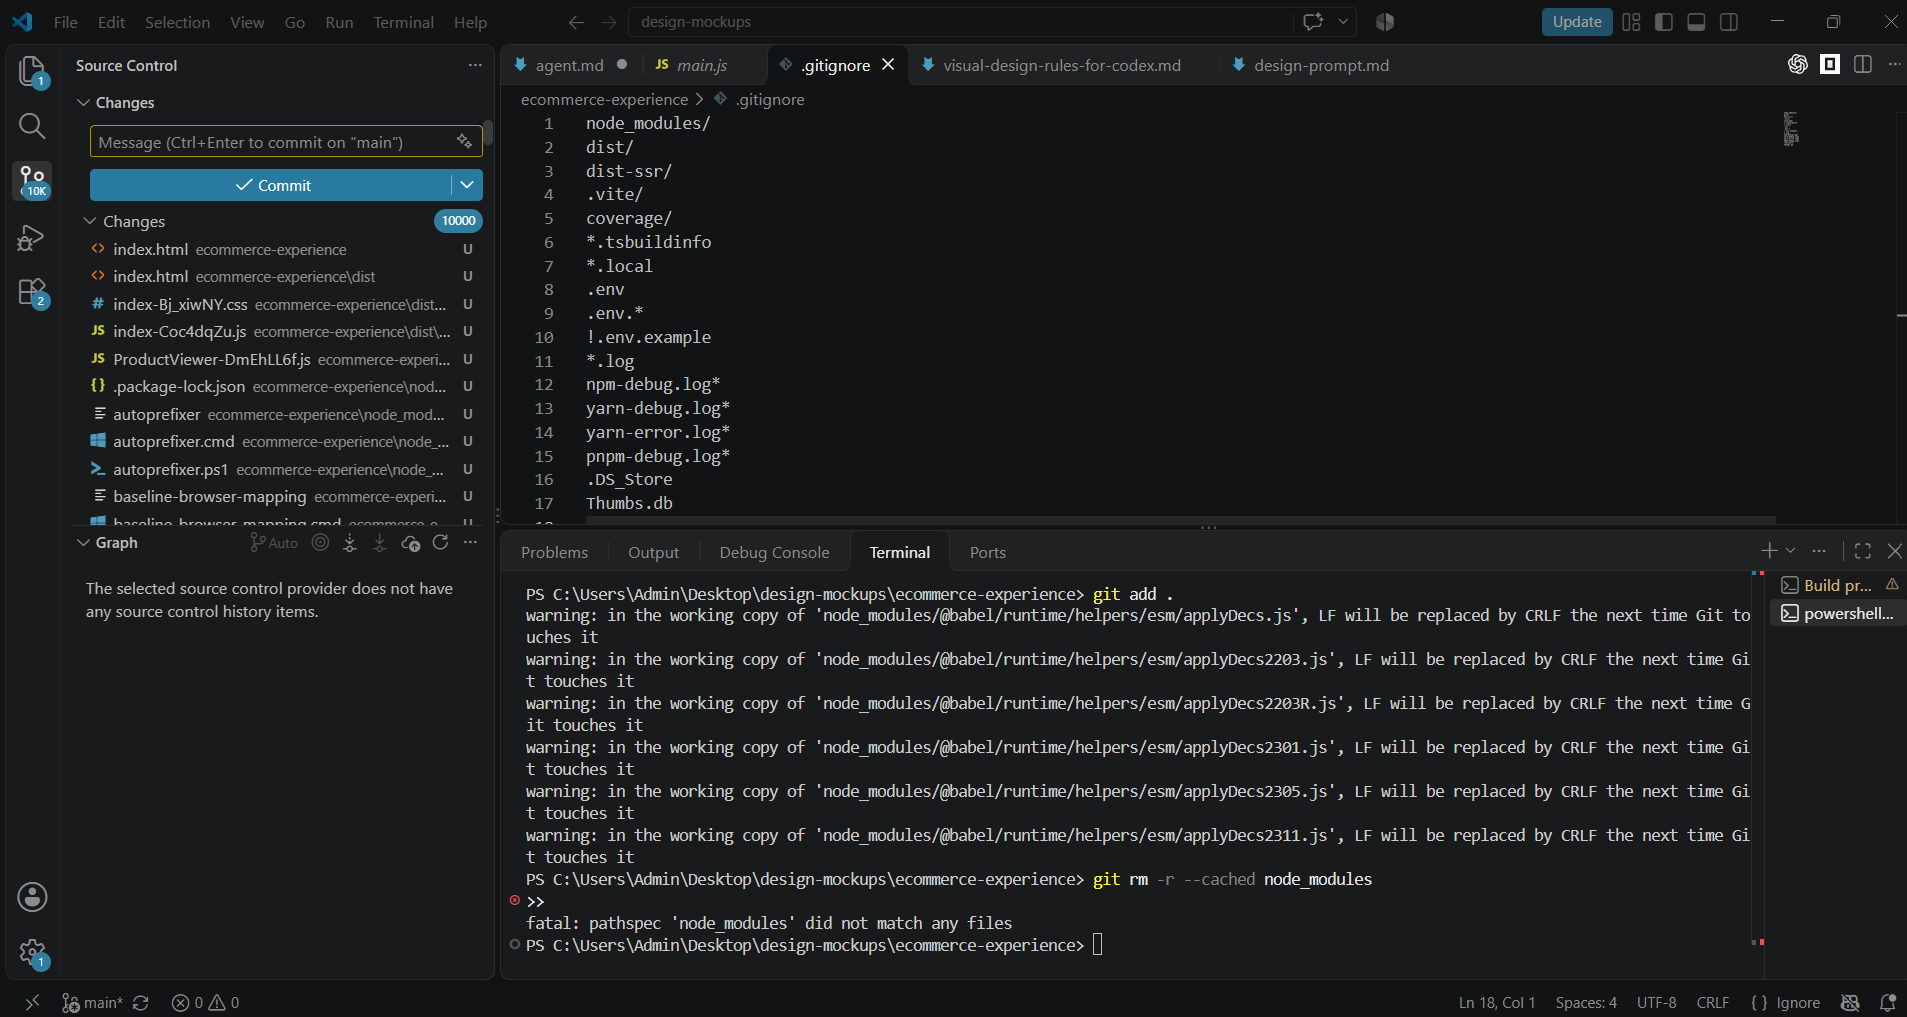 File Edit Selection View Go Run Terminal Help
design-mockups
Update
1
10K
2
1
Source Control
Changes
Message (Ctrl+Enter to commit on "main")
Commit
Changes 10000
index.html ecommerce-experience U
index.html ecommerce-experience\dist U
index-Bj_xiwNY.css ecommerce-experience\dist... U
JS index-Coc4dqZu.js ecommerce-experience\dist\... U
JS ProductViewer-DmEhLL6f.js ecommerce-experi... U
.package-lock.json ecommerce-experience\nod... U
autoprefixer ecommerce-experience\node_mod... U
autoprefixer.cmd ecommerce-experience\node_... U
autoprefixer.ps1 ecommerce-experience\node_... U
baseline-browser-mapping ecommerce-experi... U
baseline-browser-mapping.cmd ecommerce-e... U
Graph Auto
The selected source control provider does not have
any source control history items.
agent.md JS main.js .gitignore visual-design-rules-for-codex.md design-prompt.md
ecommerce-experience > .gitignore
1 node_modules/
2 dist/
3 dist-ssr/
4 .vite/
5 coverage/
6 *.tsbuildinfo
7 *.local
8 .env
9 .env.*
10 !.env.example
11 *.log
12 npm-debug.log*
13 yarn-debug.log*
14 yarn-error.log*
15 pnpm-debug.log*
16 .DS_Store
17 Thumbs.db
18
Problems Output Debug Console Terminal Ports
Build pr...
powershell...
PS C:\Users\Admin\Desktop\design-mockups\ecommerce-experience> git add .
warning: in the working copy of 'node_modules/@babel/runtime/helpers/esm/applyDecs.js', LF will be replaced by CRLF the next time Git to
uches it
warning: in the working copy of 'node_modules/@babel/runtime/helpers/esm/applyDecs2203.js', LF will be replaced by CRLF the next time Gi
t touches it
warning: in the working copy of 'node_modules/@babel/runtime/helpers/esm/applyDecs2203R.js', LF will be replaced by CRLF the next time G
it touches it
warning: in the working copy of 'node_modules/@babel/runtime/helpers/esm/applyDecs2301.js', LF will be replaced by CRLF the next time Gi
t touches it
warning: in the working copy of 'node_modules/@babel/runtime/helpers/esm/applyDecs2305.js', LF will be replaced by CRLF the next time Gi
t touches it
warning: in the working copy of 'node_modules/@babel/runtime/helpers/esm/applyDecs2311.js', LF will be replaced by CRLF the next time Gi
t touches it
PS C:\Users\Admin\Desktop\design-mockups\ecommerce-experience> git rm -r --cached node_modules
>>
fatal: pathspec 'node_modules' did not match any files
PS C:\Users\Admin\Desktop\design-mockups\ecommerce-experience>
main* 0 0 Ln 18, Col 1 Spaces: 4 UTF-8 CRLF { } Ignore